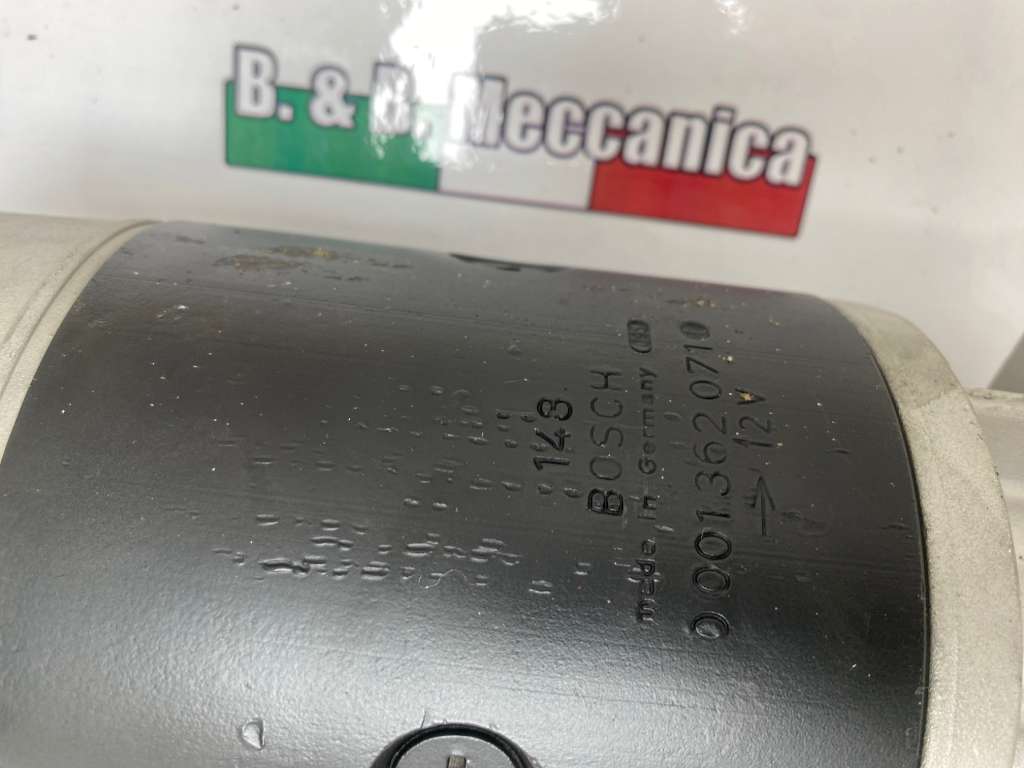 B. & B. Meccanica
148
BOSCH
made in Germany
0 001.362 071
12V